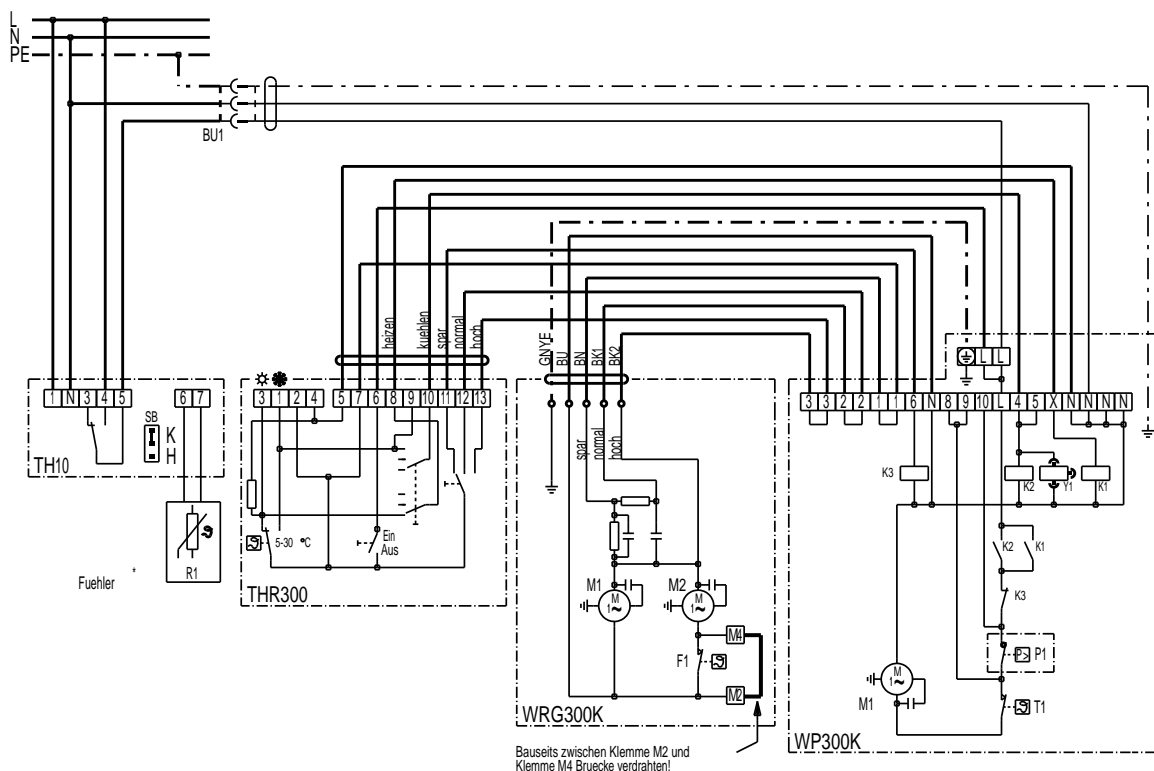 L
N
PE
BU1
heizen
kuehlen
spar
normal
hoch
GNYE
BU
BN
BK1
BK2
L L
1 N 3 4 5 6 7
3 1 2 4 5 7 6 8 9 10 11 12 13
3 3 2 2 1 1 6 N 8 9 10 L 4 5 X N N N N
SB
K
H
TH10
spar
normal
hoch
K3
K2
Y1
K1
5-30 °C
Ein
Aus
R1
Fuehler *
THR300
K2
K1
K3
M1
M
1~
M2
M
1~
M4
F1
M2
P>
P1
M
1~
M1
T1
WRG300K
WP300K
Bauseits zwischen Klemme M2 und
Klemme M4 Bruecke verdrahten!